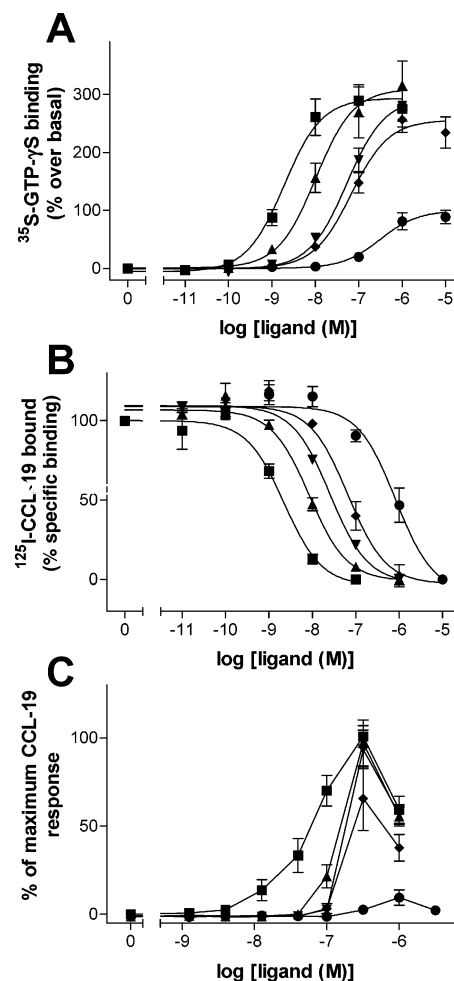 A
³⁵S-GTP-γS binding
(% over basal)
300
200
100
0
0 -11 -10 -9 -8 -7 -6 -5
log [ligand (M)]
B
¹²⁵I-CCL-19 bound
(% specific binding)
100
50
0
0 -11 -10 -9 -8 -7 -6 -5
log [ligand (M)]
C
% of maximum CCL-19
response
100
50
0
0 -9 -8 -7 -6
log [ligand (M)]